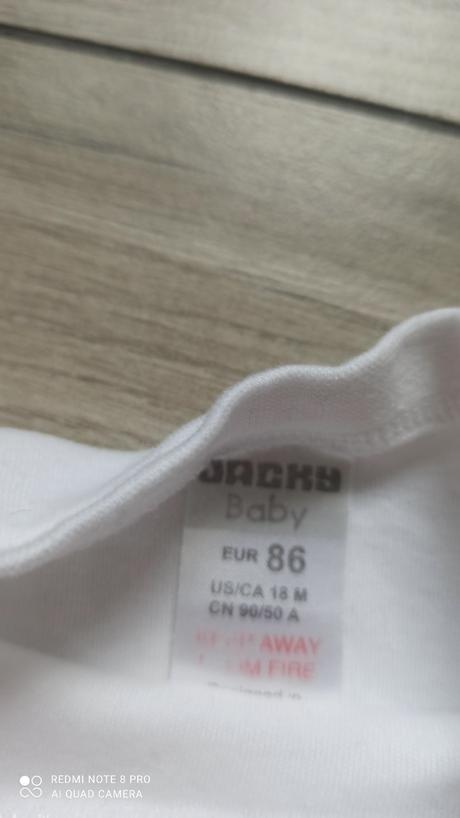 JACKY
Baby
EUR 86
US/CA 18 M
CN 90/50 A
AWAY
FIRE
REDMI NOTE 8 PRO
AI QUAD CAMERA